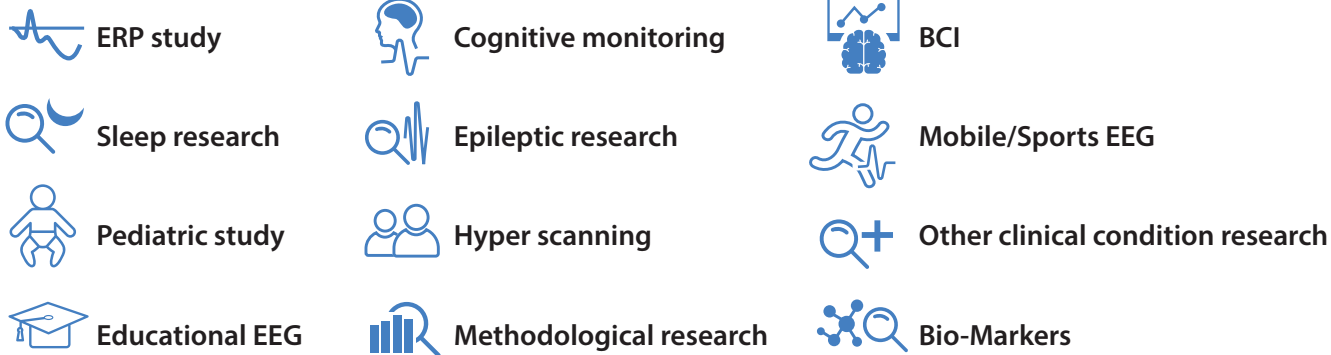 ERP study
Cognitive monitoring
BCI
Sleep research
Epileptic research
Mobile/Sports EEG
Pediatric study
Hyper scanning
Other clinical condition research
Educational EEG
Methodological research
Bio-Markers